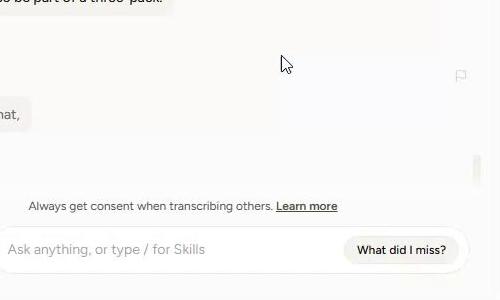 be part of a three-pack.
hat,
Always get consent when transcribing others. Learn more
Ask anything, or type / for Skills
What did I miss?